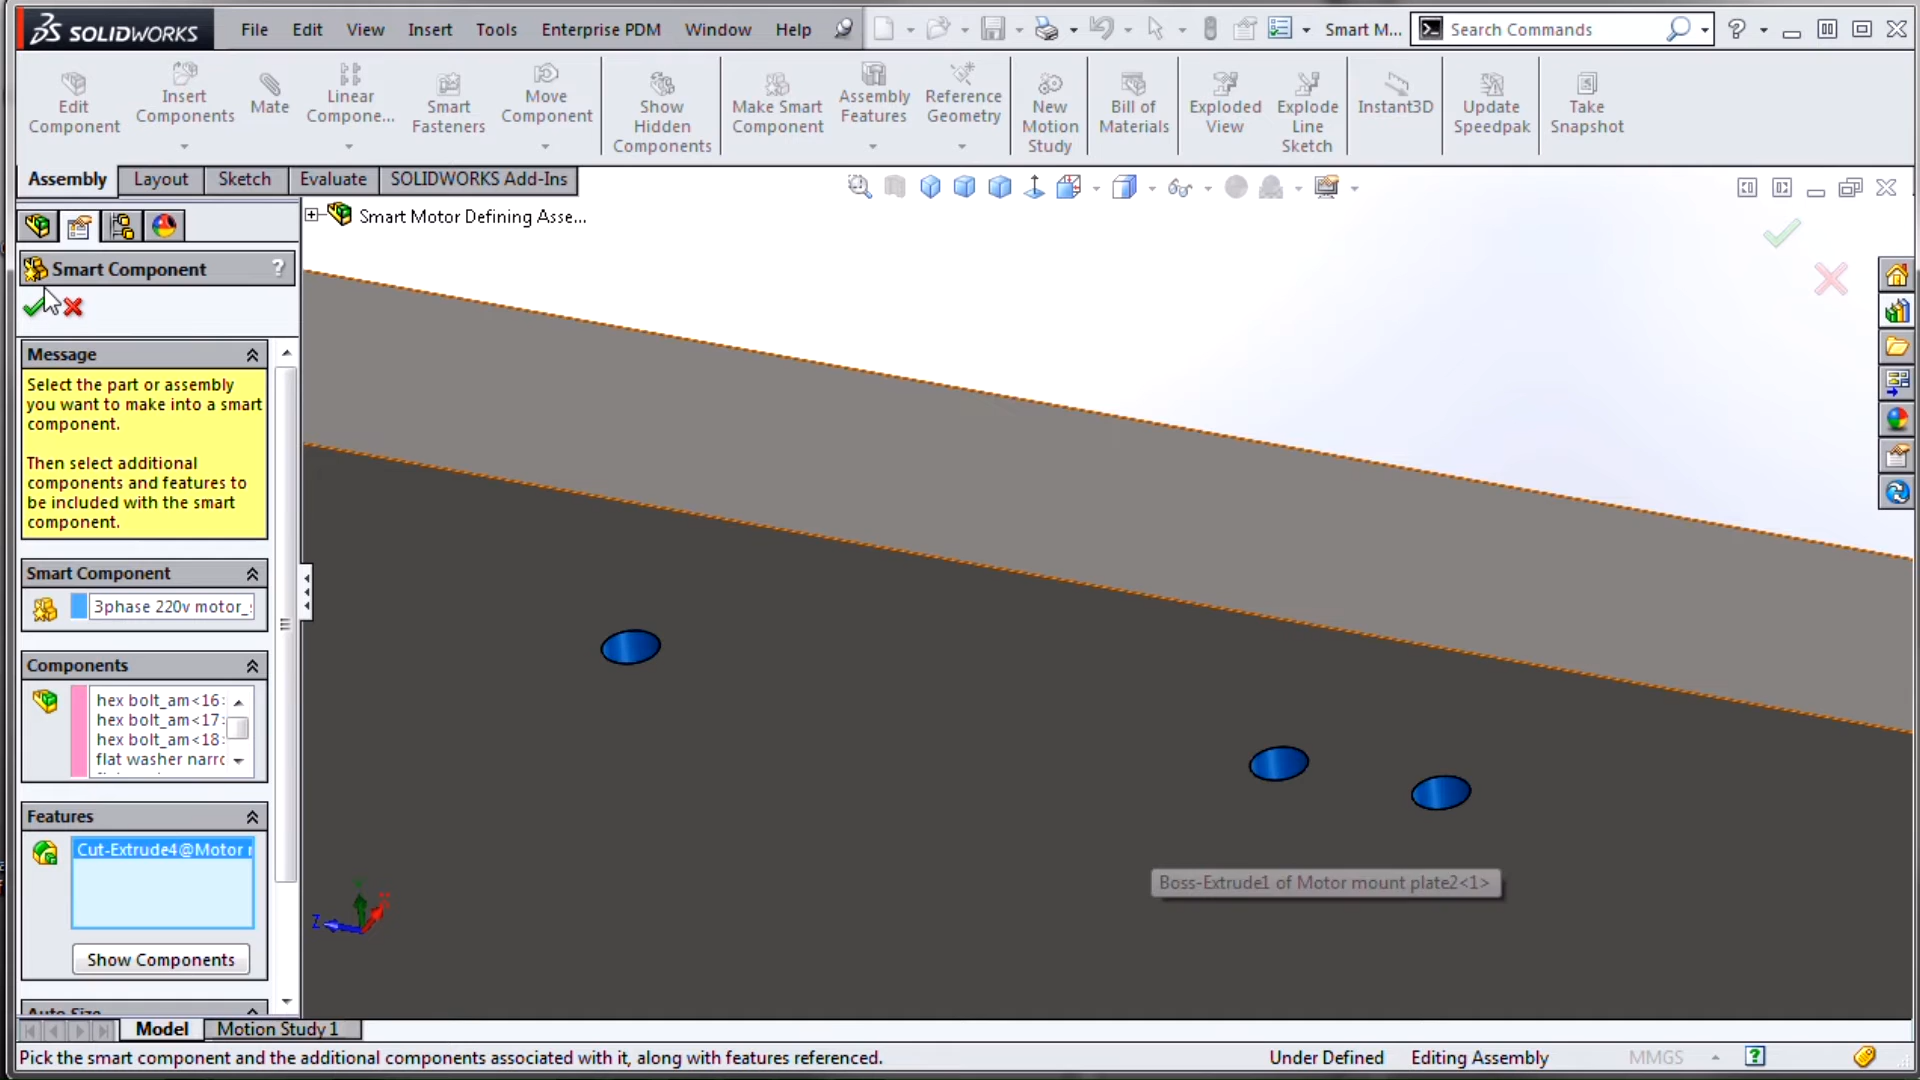 SOLIDWORKS File Edit View Insert Tools Enterprise PDM Window Help Smart M... Search Commands ?
Edit Component
Insert Components
Mate
Linear Compone...
Smart Fasteners
Move Component
Show Hidden Components
Make Smart Component
Assembly Features
Reference Geometry
New Motion Study
Bill of Materials
Exploded View
Explode Line Sketch
Instant3D
Update Speedpak
Take Snapshot
Assembly Layout Sketch Evaluate SOLIDWORKS Add-Ins
Smart Motor Defining Asse...
Smart Component ?
Message
Select the part or assembly
you want to make into a smart
component.
Then select additional
components and features to
be included with the smart
component.
Smart Component
3phase 220v motor_
Components
hex bolt_am<16
hex bolt_am<17
hex bolt_am<18
flat washer narro
Features
Cut-Extrude4@Motor
Show Components
Auto Size
Boss-Extrude1 of Motor mount plate2<1>
Z
Model Motion Study 1
Pick the smart component and the additional components associated with it, along with features referenced. Under Defined Editing Assembly MMGS ?